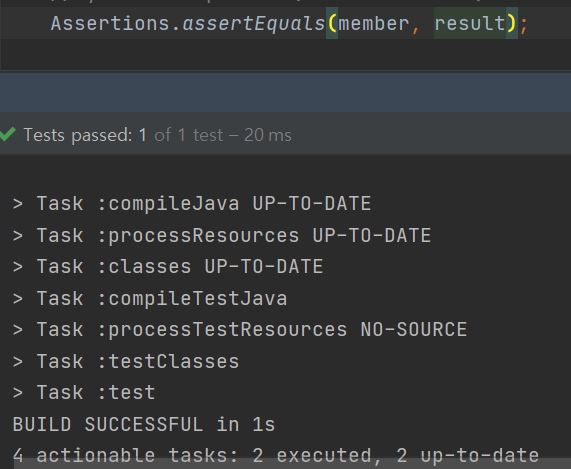 Assertions.assertEquals(member, result);
Tests passed: 1 of 1 test – 20 ms
> Task :compileJava UP-TO-DATE
> Task :processResources UP-TO-DATE
> Task :classes UP-TO-DATE
> Task :compileTestJava
> Task :processTestResources NO-SOURCE
> Task :testClasses
> Task :test
BUILD SUCCESSFUL in 1s
4 actionable tasks: 2 executed, 2 up-to-date